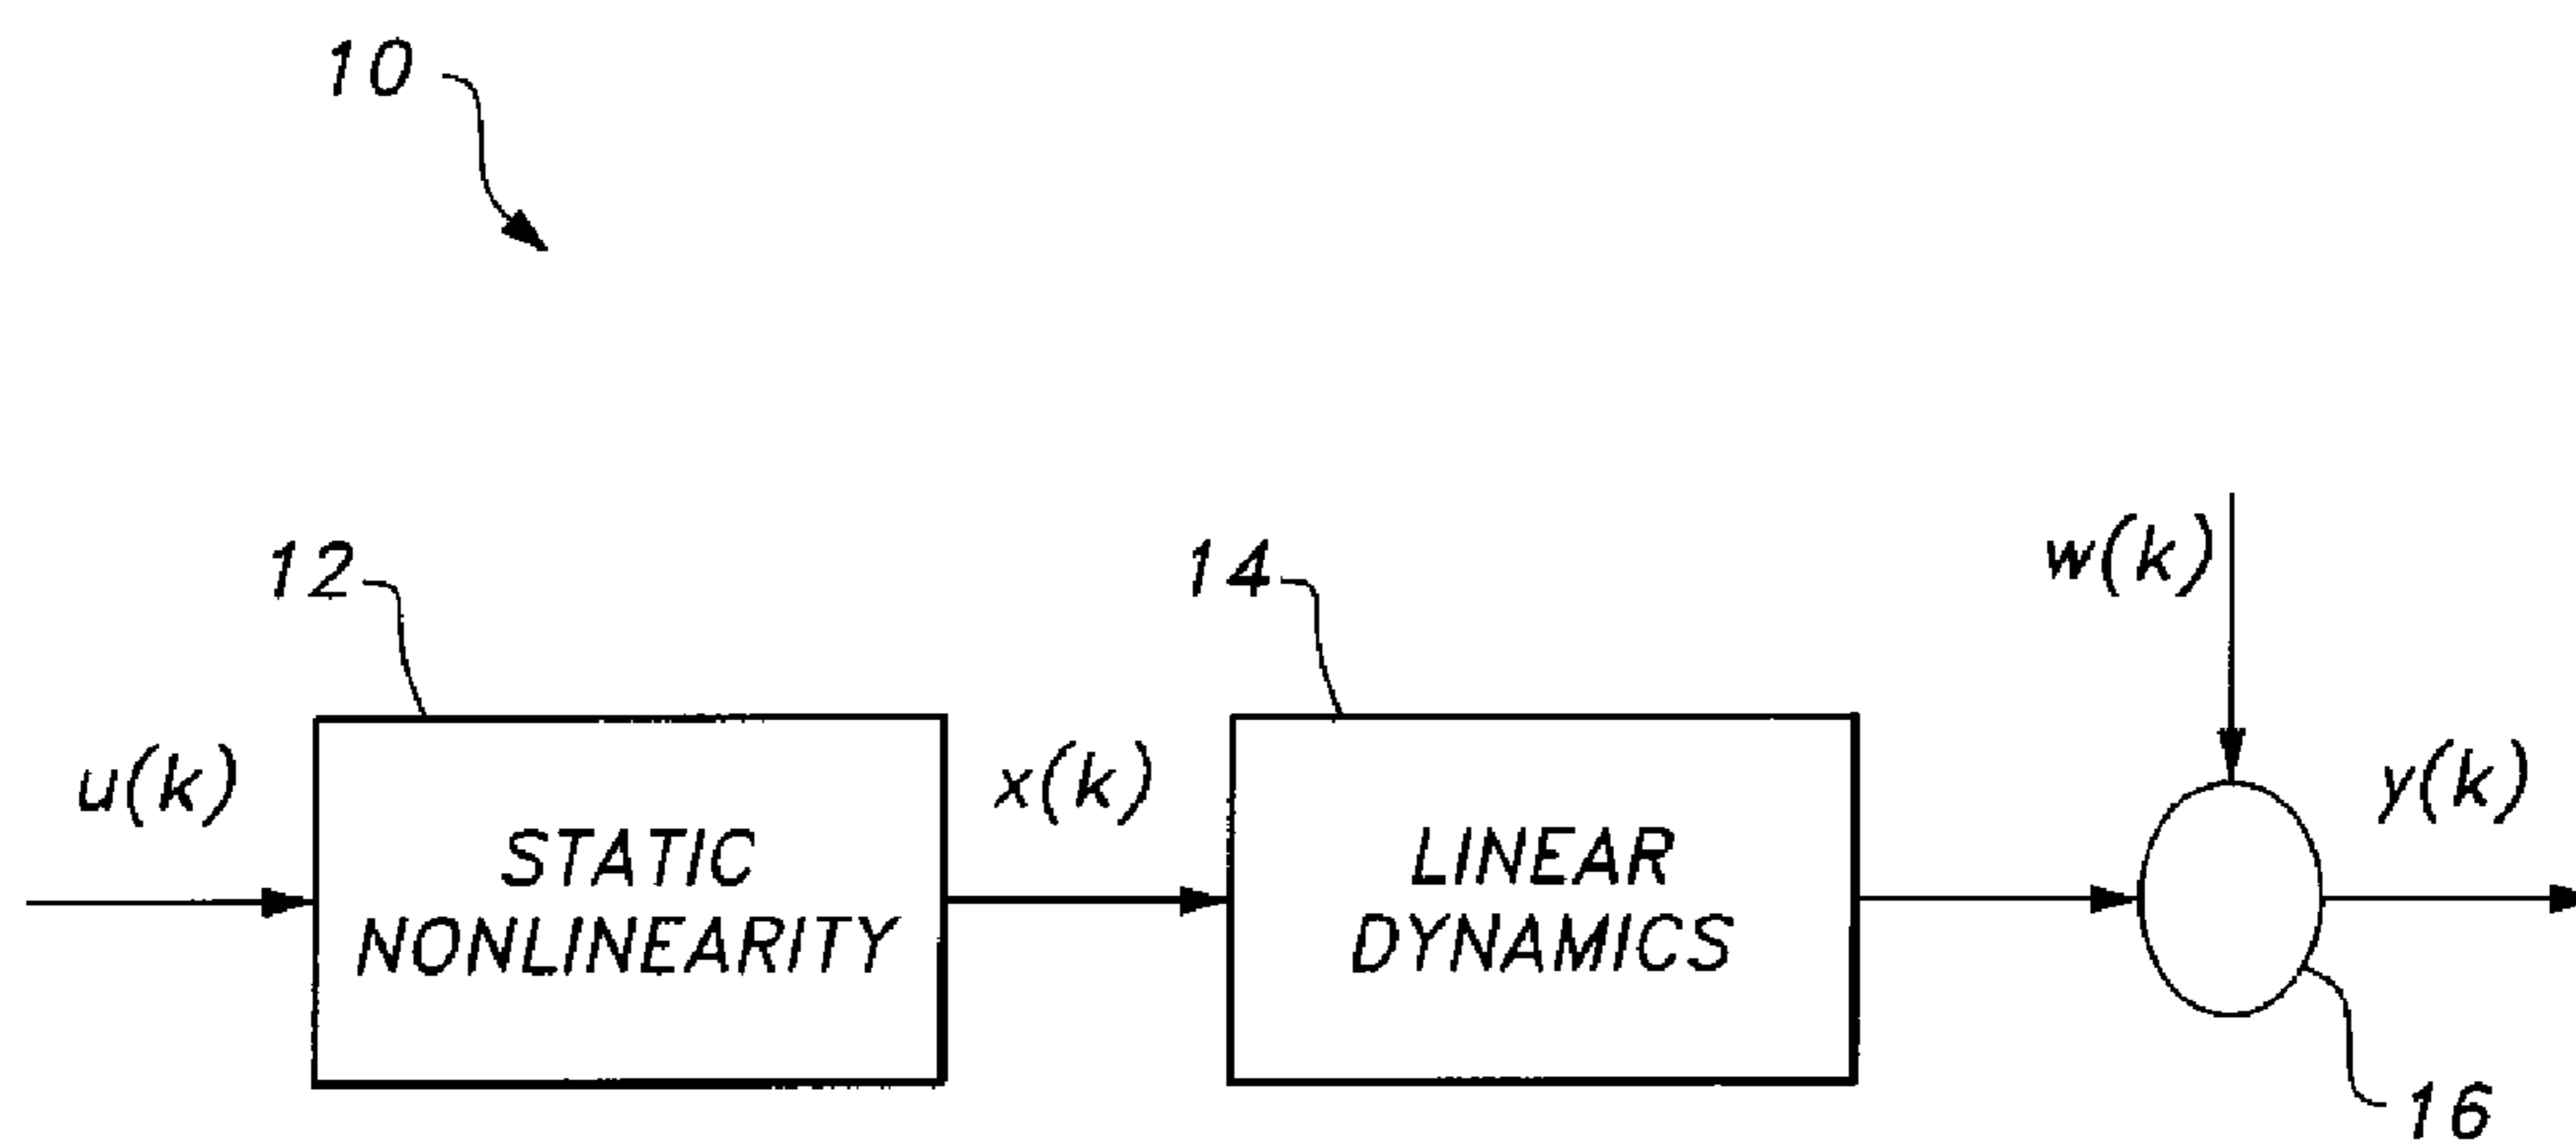 10
12
14
w(k)
u(k)
x(k)
y(k)
STATIC
NONLINEARITY
LINEAR
DYNAMICS
16